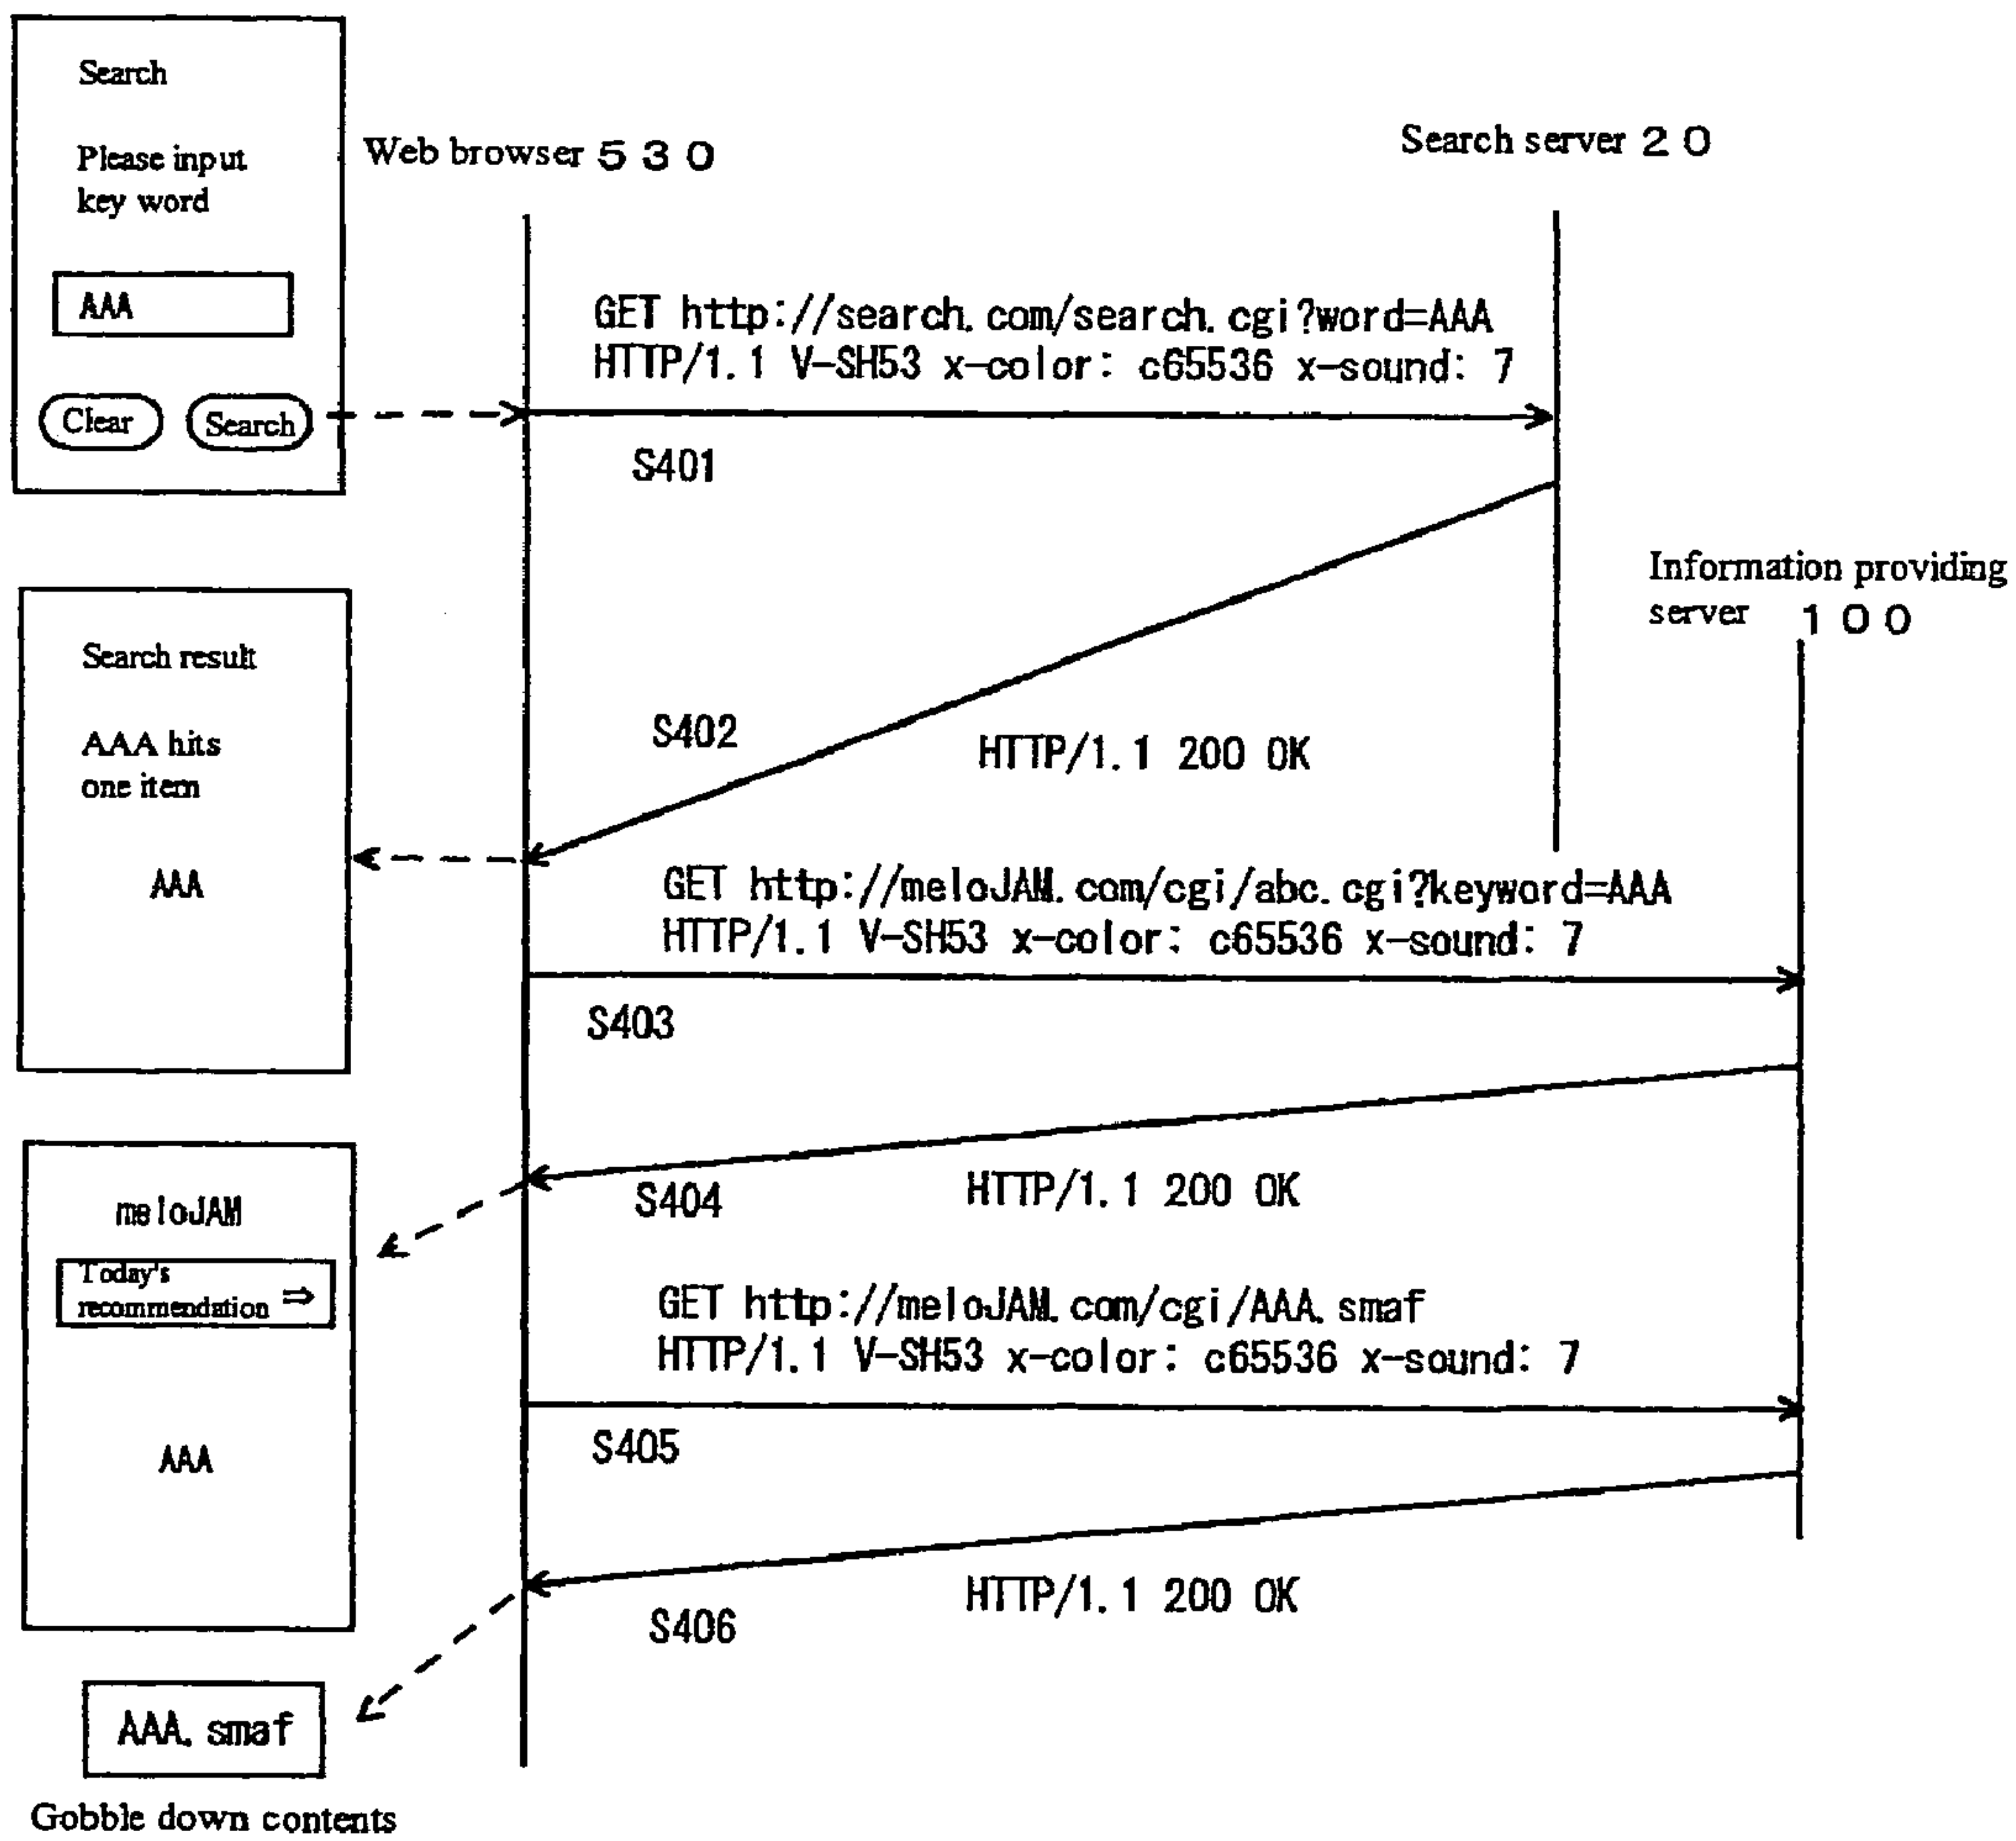 Search
Please input
key word
AAA
Clear
Search
Web browser 530
Search server 20
GET http://search.com/search.cgi?word=AAA
HTTP/1.1 V-SH53 x-color: c65536 x-sound: 7
S401
Information providing
server 100
Search result
AAA hits
one item
AAA
S402
HTTP/1.1 200 OK
GET http://meloJAM.com/cgi/abc.cgi?keyword=AAA
HTTP/1.1 V-SH53 x-color: c65536 x-sound: 7
S403
meloJAM
Today's
recommendation ⇒
AAA
S404
HTTP/1.1 200 OK
GET http://meloJAM.com/cgi/AAA.smaf
HTTP/1.1 V-SH53 x-color: c65536 x-sound: 7
S405
HTTP/1.1 200 OK
S406
AAA.smaf
Gobble down contents